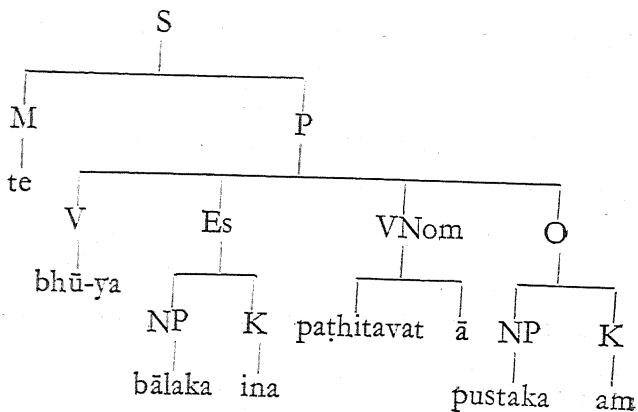 S
M P
te
V Es VNom O
bhū-ya
NP K paṭhitavat ā NP K
bālaka ina pustaka am